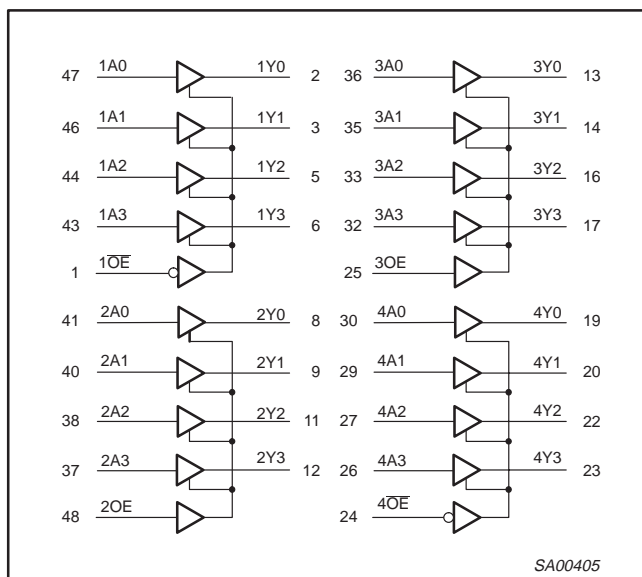 47 1A0 1Y0 2 36 3A0 3Y0 13
46 1A1 1Y1 3 35 3A1 3Y1 14
44 1A2 1Y2 5 33 3A2 3Y2 16
43 1A3 1Y3 6 32 3A3 3Y3 17
1 1O̅E̅ 25 3OE
41 2A0 2Y0 8 30 4A0 4Y0 19
40 2A1 2Y1 9 29 4A1 4Y1 20
38 2A2 2Y2 11 27 4A2 4Y2 22
37 2A3 2Y3 12 26 4A3 4Y3 23
48 2OE 24 4O̅E̅
SA00405